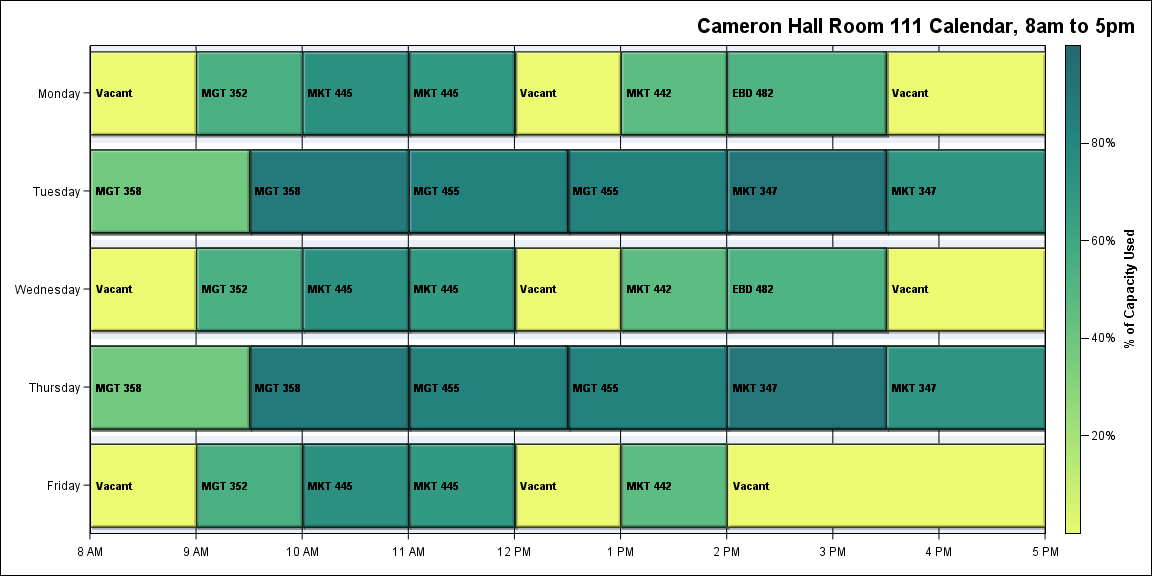 Cameron Hall Room 111 Calendar, 8am to 5pm
Monday
Vacant
MGT 352
MKT 445
MKT 445
Vacant
MKT 442
EBD 482
Vacant
Tuesday
MGT 358
MGT 358
MGT 455
MGT 455
MKT 347
MKT 347
Wednesday
Vacant
MGT 352
MKT 445
MKT 445
Vacant
MKT 442
EBD 482
Vacant
Thursday
MGT 358
MGT 358
MGT 455
MGT 455
MKT 347
MKT 347
Friday
Vacant
MGT 352
MKT 445
MKT 445
Vacant
MKT 442
Vacant
8 AM
9 AM
10 AM
11 AM
12 PM
1 PM
2 PM
3 PM
4 PM
5 PM
80%
60%
40%
20%
% of Capacity Used